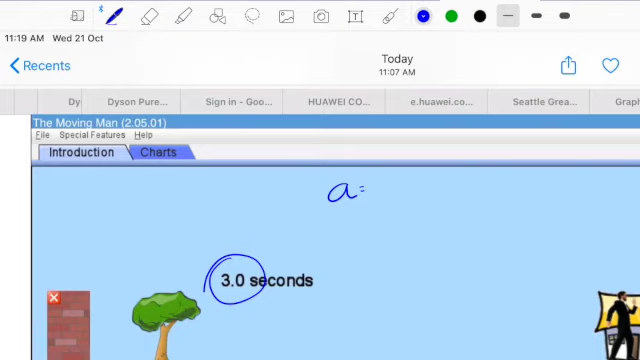 11:19 AM Wed 21 Oct
Recents
Today
11:07 AM
Dy
Dyson Pure...
Sign in - Goo...
HUAWEI CO...
e.huawei.co...
Seattle Grea...
Graph
The Moving Man (2.05.01)
File Special Features Help
Introduction Charts
a=
3.0 seconds